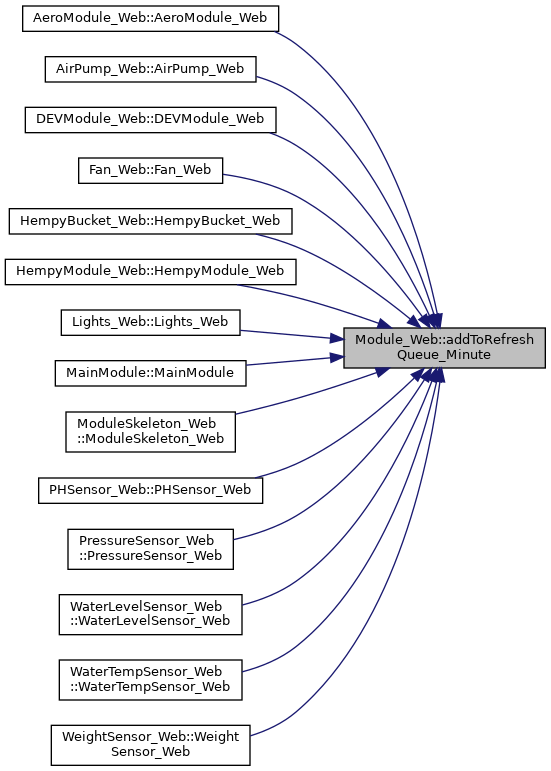 AeroModule_Web::AeroModule_Web
AirPump_Web::AirPump_Web
DEVModule_Web::DEVModule_Web
Fan_Web::Fan_Web
HempyBucket_Web::HempyBucket_Web
HempyModule_Web::HempyModule_Web
Lights_Web::Lights_Web
Module_Web::addToRefresh
Queue_Minute
MainModule::MainModule
ModuleSkeleton_Web
::ModuleSkeleton_Web
PHSensor_Web::PHSensor_Web
PressureSensor_Web
::PressureSensor_Web
WaterLevelSensor_Web
::WaterLevelSensor_Web
WaterTempSensor_Web
::WaterTempSensor_Web
WeightSensor_Web::Weight
Sensor_Web